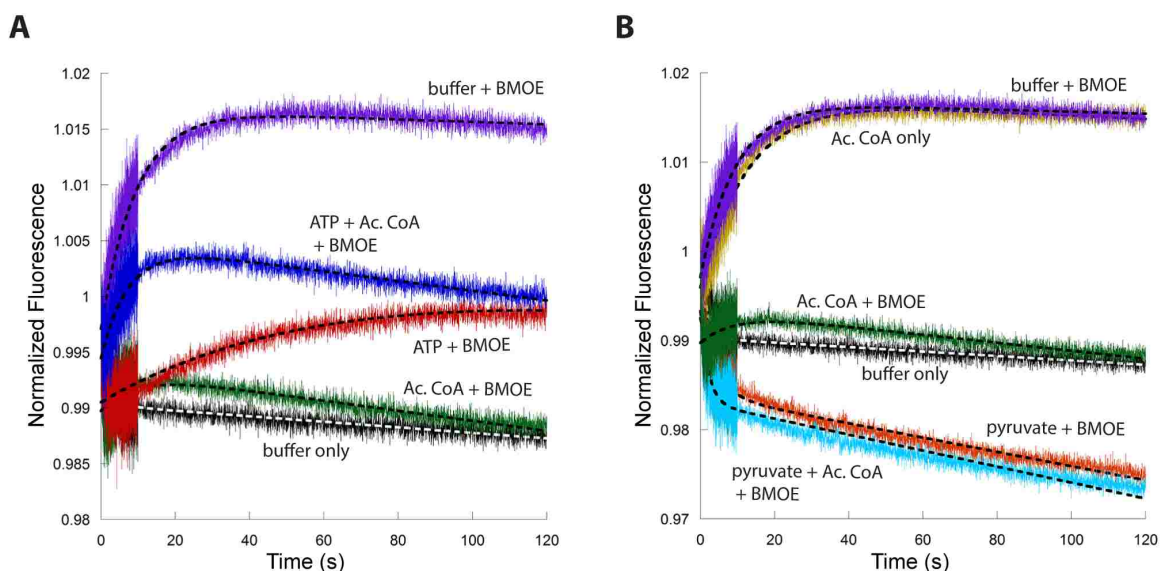 A
Normalized Fluorescence
1.02
1.015
1.01
1.005
1
0.995
0.99
0.985
0.98
buffer + BMOE
ATP + Ac. CoA
+ BMOE
ATP + BMOE
Ac. CoA + BMOE
buffer only
0
20
40
60
80
100
120
Time (s)
B
Normalized Fluorescence
1.02
1.01
1
0.99
0.98
0.97
buffer + BMOE
Ac. CoA only
Ac. CoA + BMOE
buffer only
pyruvate + BMOE
pyruvate + Ac. CoA
+ BMOE
0
20
40
60
80
100
120
Time (s)